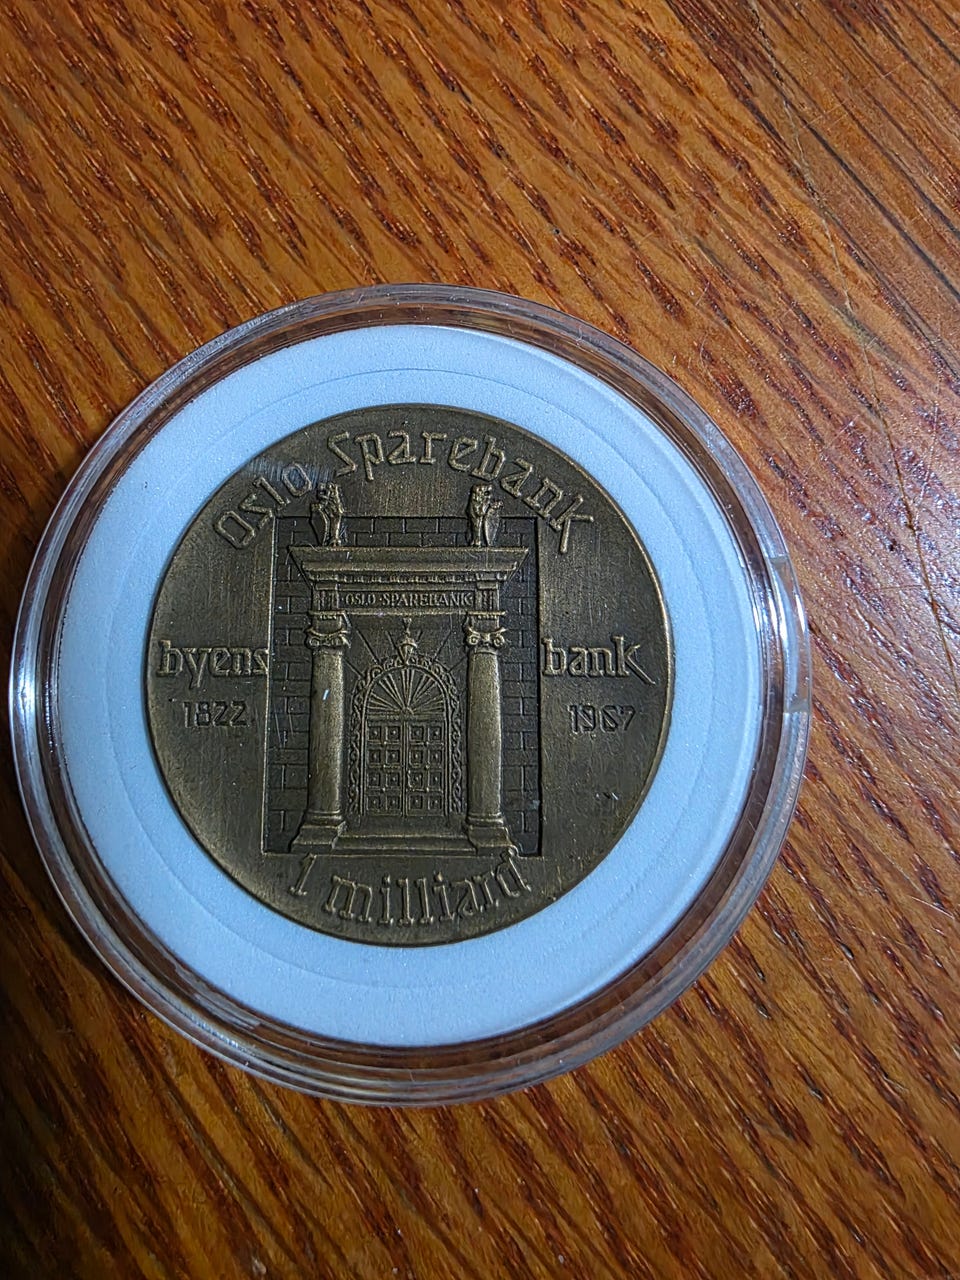 Oslo Sparebank
OSLO·SPAREBANK
byens bank
1822 1967
1 milliard